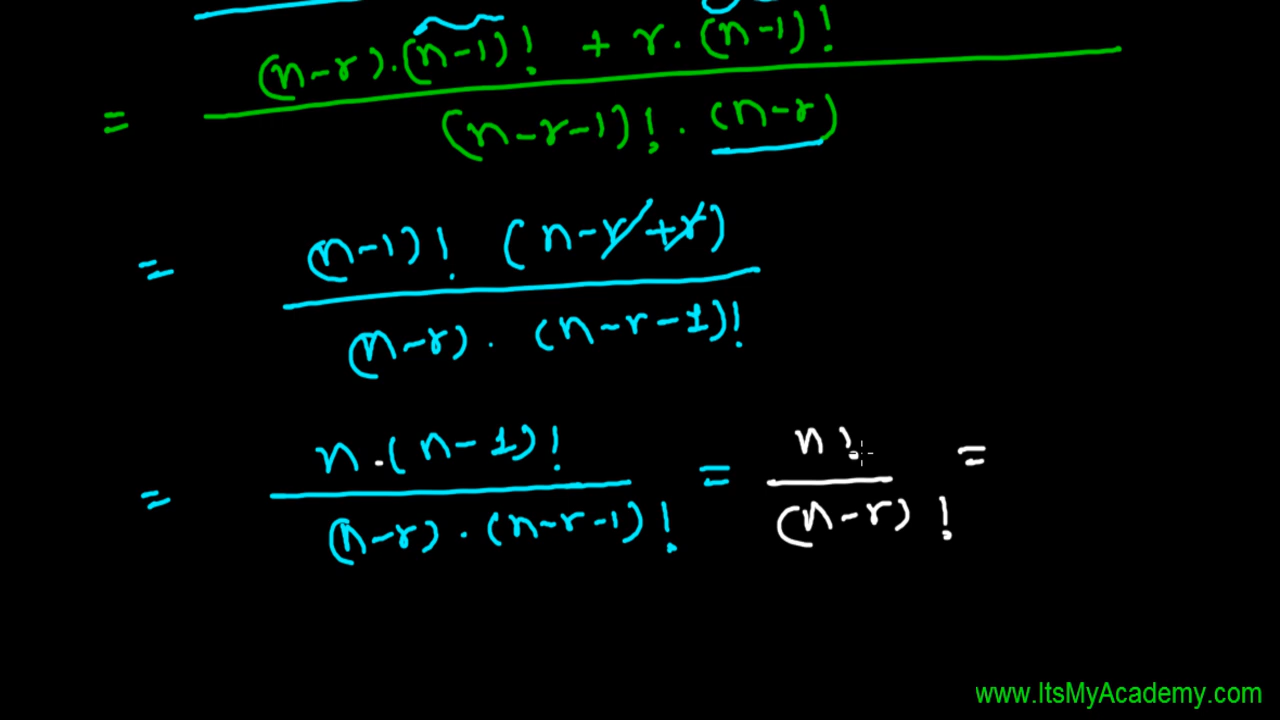 (n-r).(n-1)! + r.(n-1)!
= (n-r-1)! . (n-r)
(n-1)! (n-r+r)
= (n-r) . (n-r-1)!
n.(n-1)! n!
= (n-r) . (n-r-1)! = (n-r)! =
www.ItsMyAcademy.com